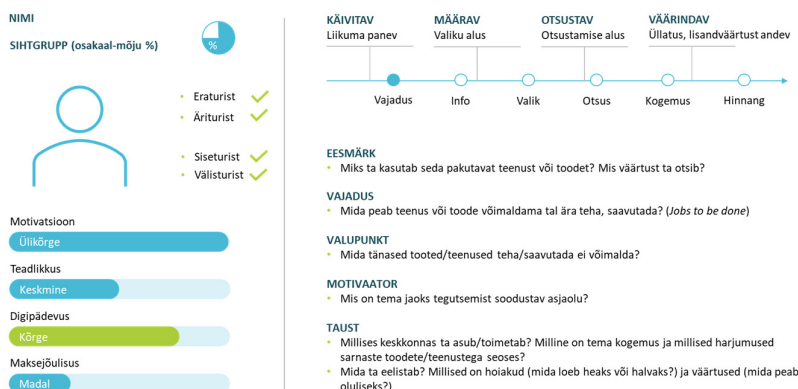 NIMI
SIHTGRUPP (osakaal-mõju %)
%
• Eraturist
• Äriturist
• Siseturist
• Välisturist
Motivatsioon
Ülikõrge
Teadlikkus
Keskmine
Digipädevus
Kõrge
Maksejõulisus
Madal
KÄIVITAV
Liikuma panev
MÄÄRAV
Valiku alus
OTSUSTAV
Otsustamise alus
VÄÄRINDAV
Üllatus, lisandväärtust andev
Vajadus
Info
Valik
Otsus
Kogemus
Hinnang
EESMÄRK
• Miks ta kasutab seda pakutavat teenust või toodet? Mis väärtust ta otsib?
VAJADUS
• Mida peab teenus või toode võimaldama tal ära teha, saavutada? (Jobs to be done)
VALUPUNKT
• Mida tänased tooted/teenused teha/saavutada ei võimalda?
MOTIVAATOR
• Mis on tema jaoks tegutsemist soodustav asjaolu?
TAUST
• Millises keskkonnas ta asub/toimetab? Milline on tema kogemus ja millised harjumused
sarnaste toodete/teenustega seoses?
• Mida ta eelistab? Millised on hoiakud (mida loeb heaks või halvaks?) ja väärtused (mida peab
oluliseks?)